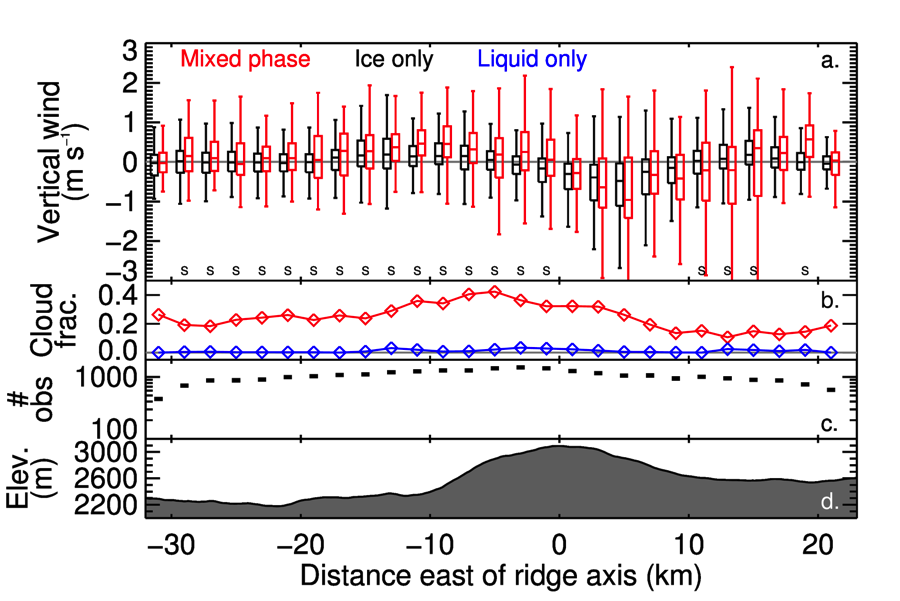 3
Mixed phase Ice only Liquid only a.
2
1
0
−1
−2
−3
Vertical wind
(m s⁻¹)
s s s s s s s s s s s s s s s s s s s
0.4 b.
0.2
0.0
Cloud
frac.
1000
100 c.
#
obs
3000
2600
2200 d.
Elev.
(m)
−30 −20 −10 0 10 20
Distance east of ridge axis (km)